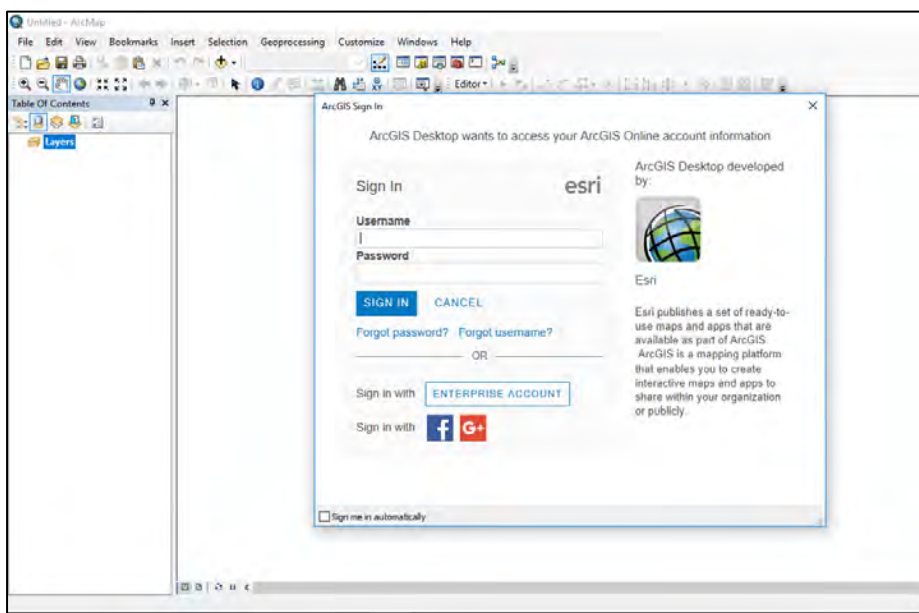 Untitled - ArcMap
File Edit View Bookmarks Insert Selection Geoprocessing Customize Windows Help
Editor
Table Of Contents
Layers
ArcGIS Sign In
ArcGIS Desktop wants to access your ArcGIS Online account information
Sign In
esri
Username
Password
SIGN IN CANCEL
Forgot password? Forgot username?
OR
Sign in with ENTERPRISE ACCOUNT
Sign in with f G+
Sign me in automatically
ArcGIS Desktop developed
by:
Esri
Esri publishes a set of ready-to-
use maps and apps that are
available as part of ArcGIS.
ArcGIS is a mapping platform
that enables you to create
interactive maps and apps to
share within your organization
or publicly.